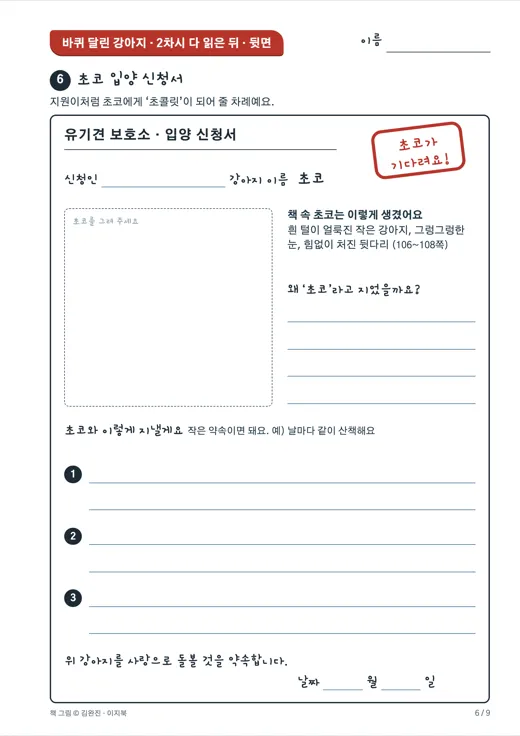 바퀴 달린 강아지 · 2차시 다 읽은 뒤 · 뒷면
이름
6 초코 입양 신청서
지원이처럼 초코에게 ‘초콜릿’이 되어 줄 차례예요.
유기견 보호소 · 입양 신청서
초코가
기다려요!
신청인 강아지 이름 초코
초코를 그려 주세요
책 속 초코는 이렇게 생겼어요
흰 털이 얼룩진 작은 강아지, 그렁그렁한
눈, 힘없이 처진 뒷다리 (106~108쪽)
왜 ‘초코’라고 지었을까요?
초코와 이렇게 지낼게요 작은 약속이면 돼요. 예) 날마다 같이 산책해요
1
2
3
위 강아지를 사랑으로 돌볼 것을 약속합니다.
날짜 월 일
책 그림 © 김완진 · 이지북
6 / 9